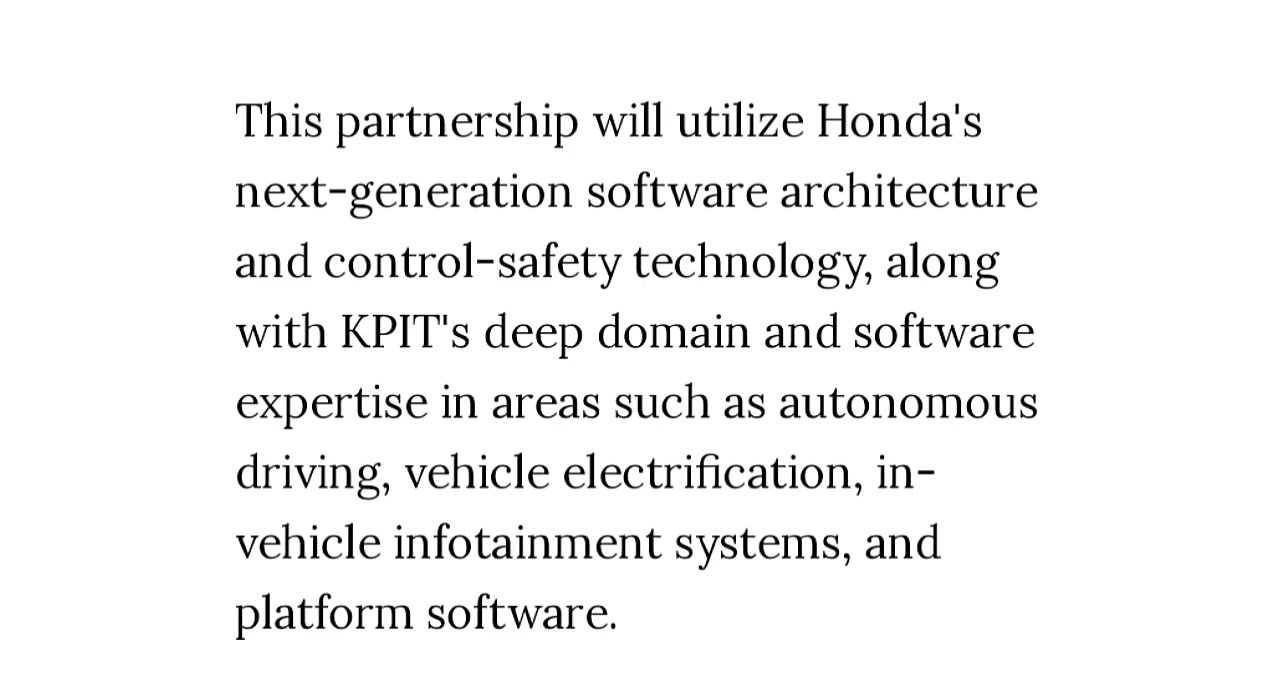 This partnership will utilize Honda's
next-generation software architecture
and control-safety technology, along
with KPIT's deep domain and software
expertise in areas such as autonomous
driving, vehicle electrification, in-
vehicle infotainment systems, and
platform software.